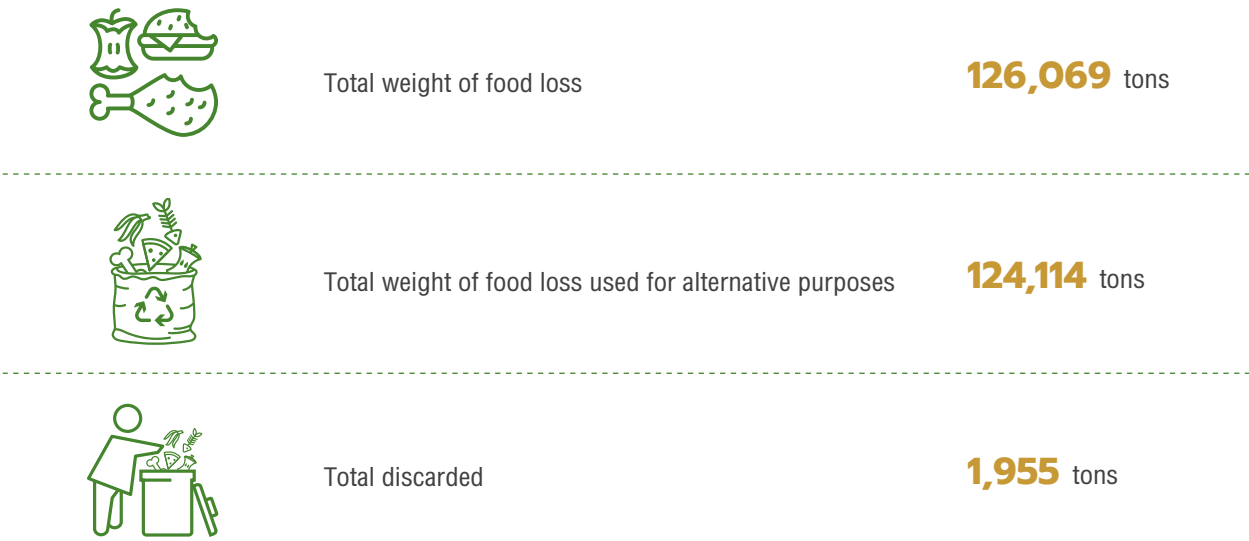 Total weight of food loss 126,069 tons
Total weight of food loss used for alternative purposes 124,114 tons
Total discarded 1,955 tons